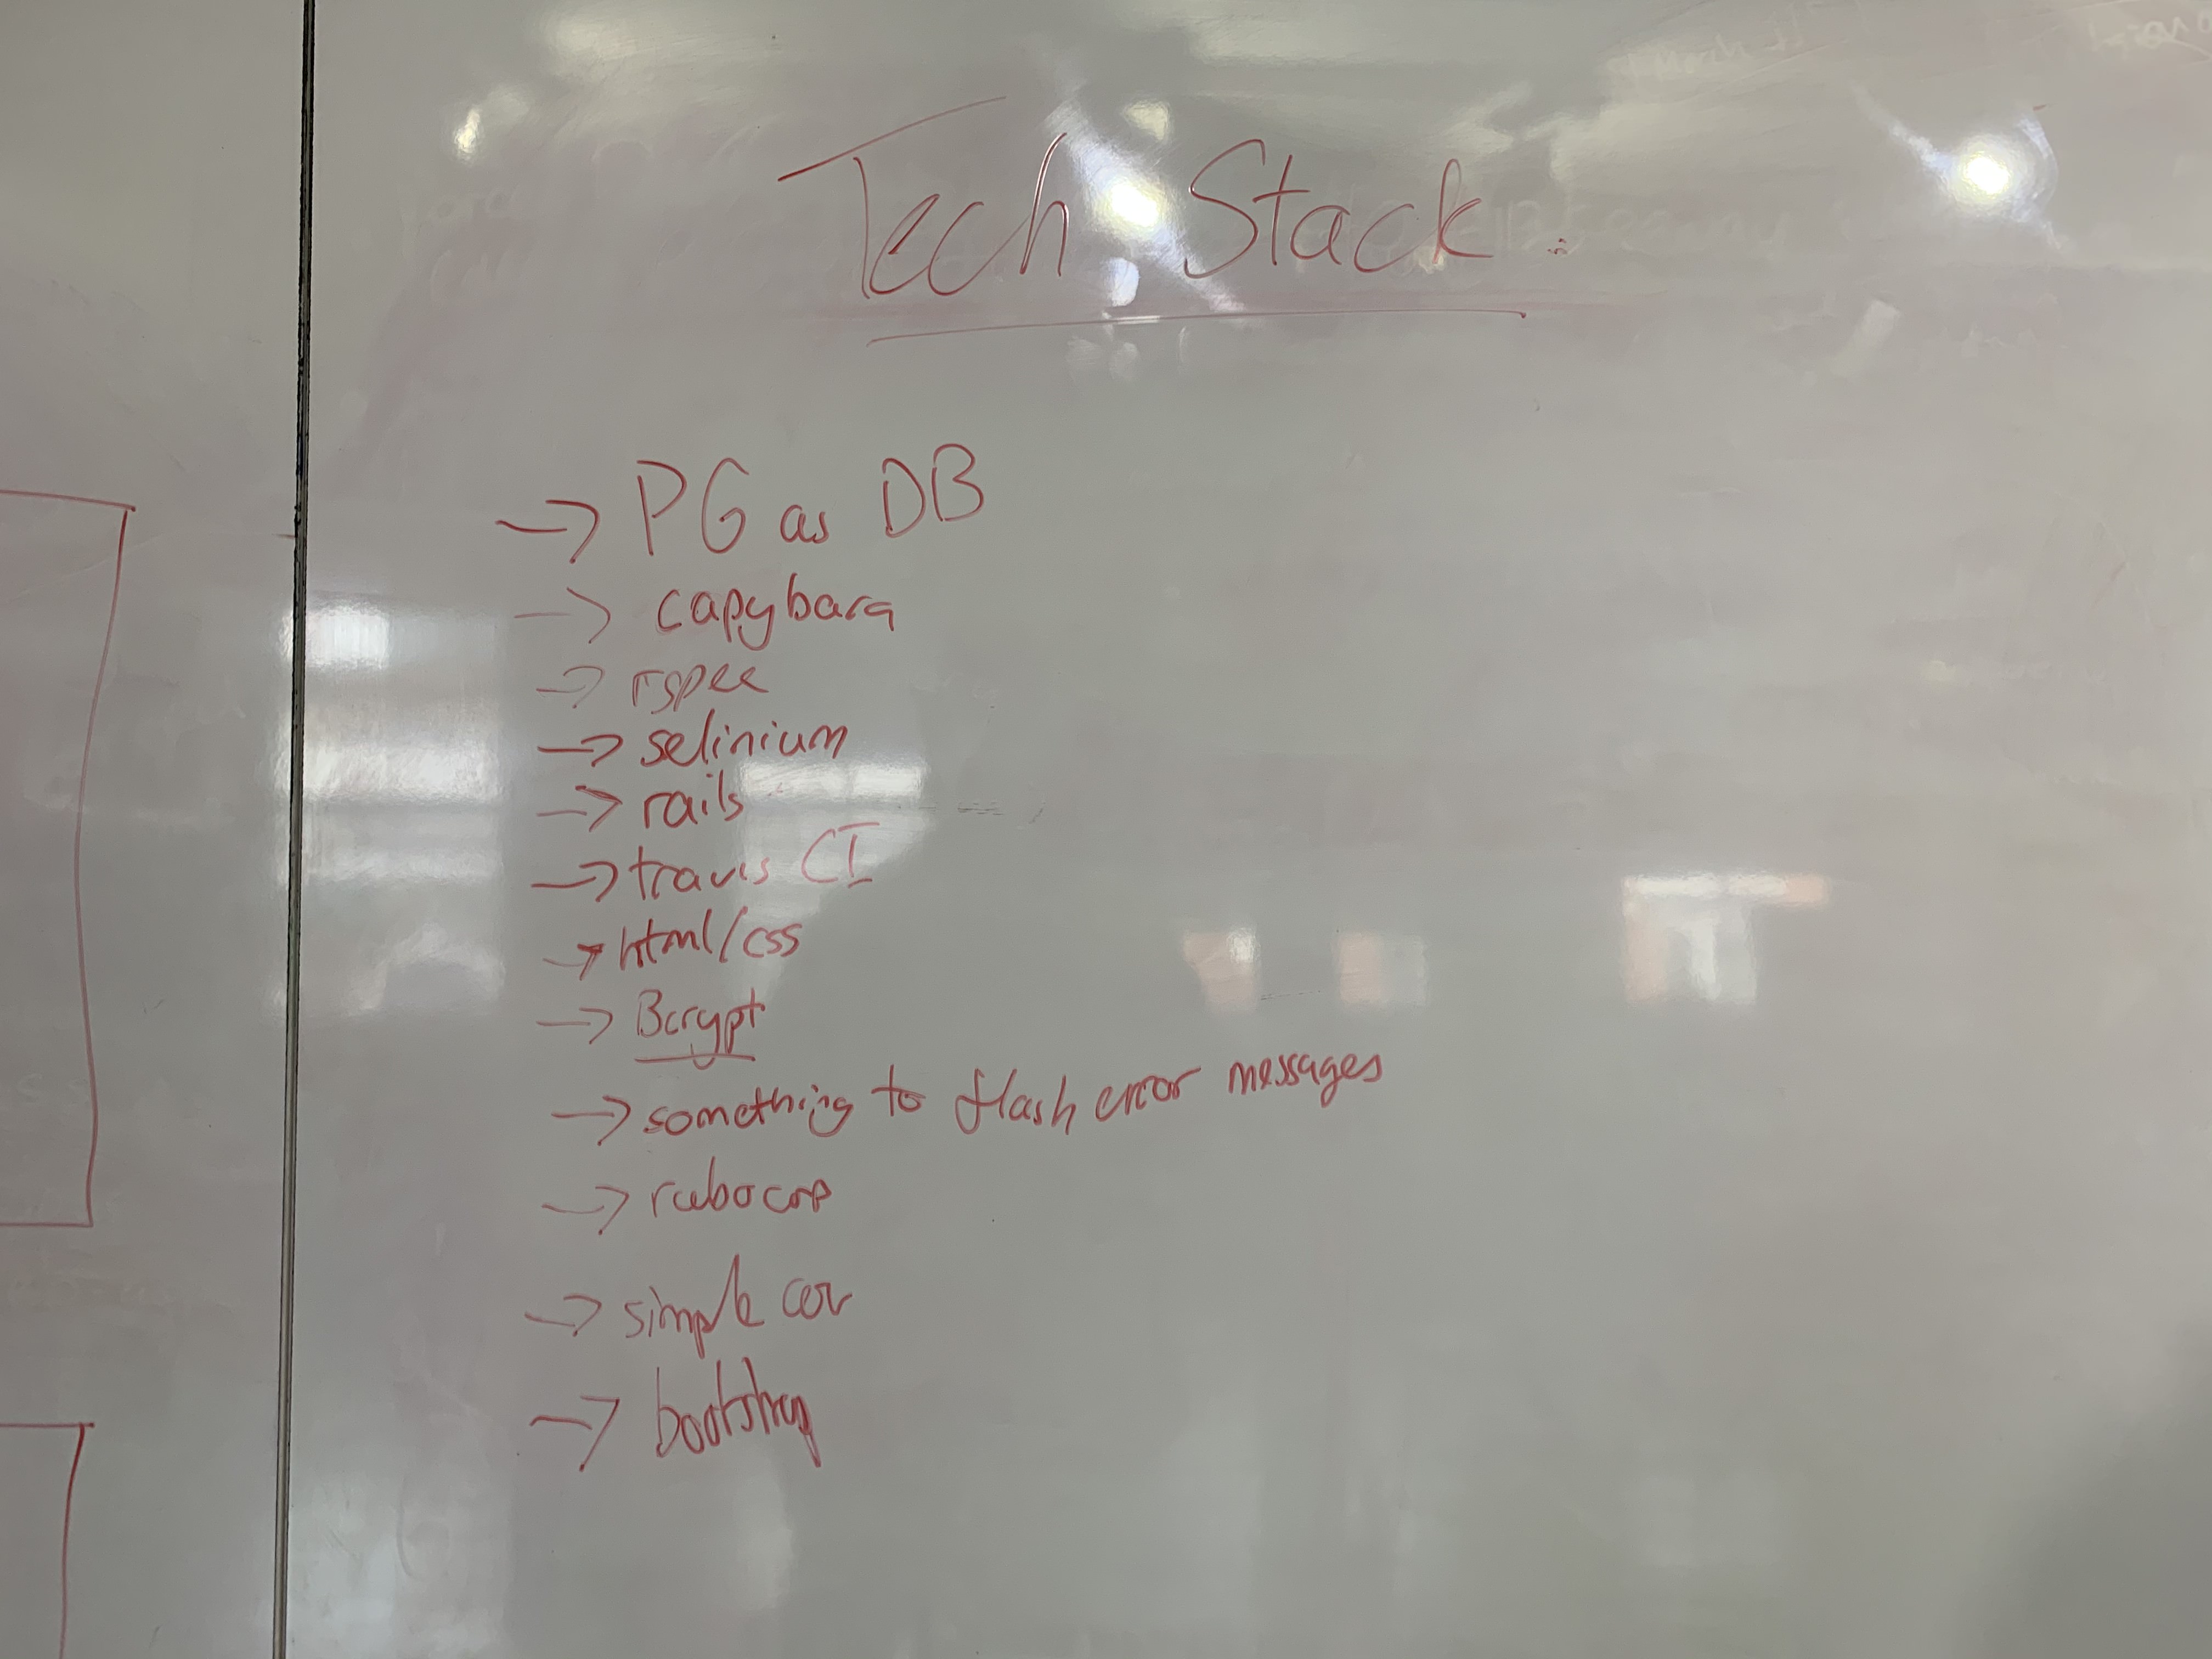 Tech Stack :
→ PG as DB
→ capybara
→ rspec
→ selinium
→ rails
→ travis CI
→ html/css
→ Bcrypt
→ something to flash error messages
→ rubocop
→ simple cov
→ bootstrap